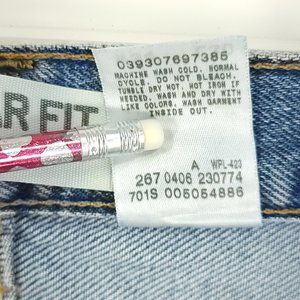 039307697385
MACHINE WASH COLD. NORMAL
CYCLE. DO NOT BLEACH.
TUMBLE DRY HOT. HOT IRON IF
NEEDED. WASH AND DRY WITH
LIKE COLORS. WASH GARMENT
INSIDE OUT.
R FIT
A WPL-423
267 0406 230774
701S 005054886